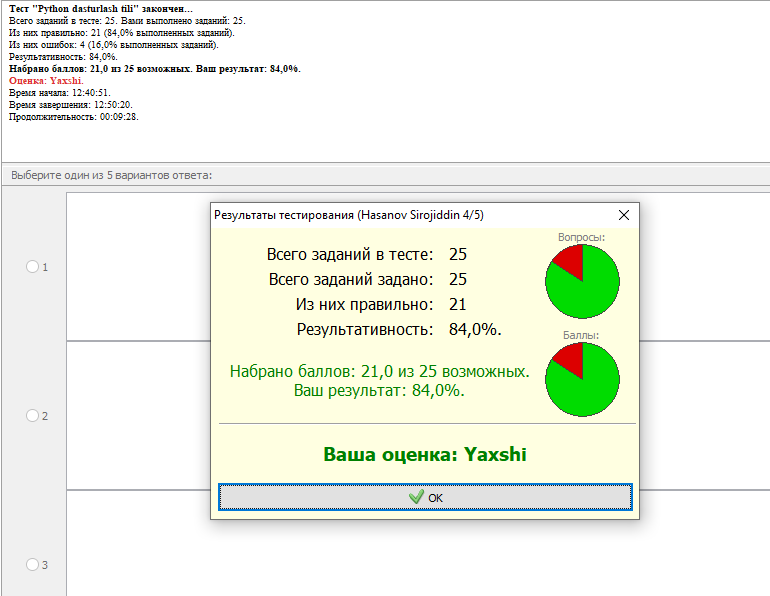 Тест "Python dasturlash tili" закончен...
Всего заданий в тесте: 25. Вами выполнено заданий: 25.
Из них правильно: 21 (84,0% выполненных заданий).
Из них ошибок: 4 (16,0% выполненных заданий).
Результативность: 84,0%.
Набрано баллов: 21,0 из 25 возможных. Ваш результат: 84,0%.
Оценка: Yaxshi.
Время начала: 12:40:51.
Время завершения: 12:50:20.
Продолжительность: 00:09:28.
Выберите один из 5 вариантов ответа:
Результаты тестирования (Hasanov Sirojiddin 4/5)
Вопросы:
Всего заданий в тесте: 25
Всего заданий задано: 25
Из них правильно: 21
Результативность: 84,0%.
Баллы:
Набрано баллов: 21,0 из 25 возможных.
Ваш результат: 84,0%.
Ваша оценка: Yaxshi
OK
1
2
3